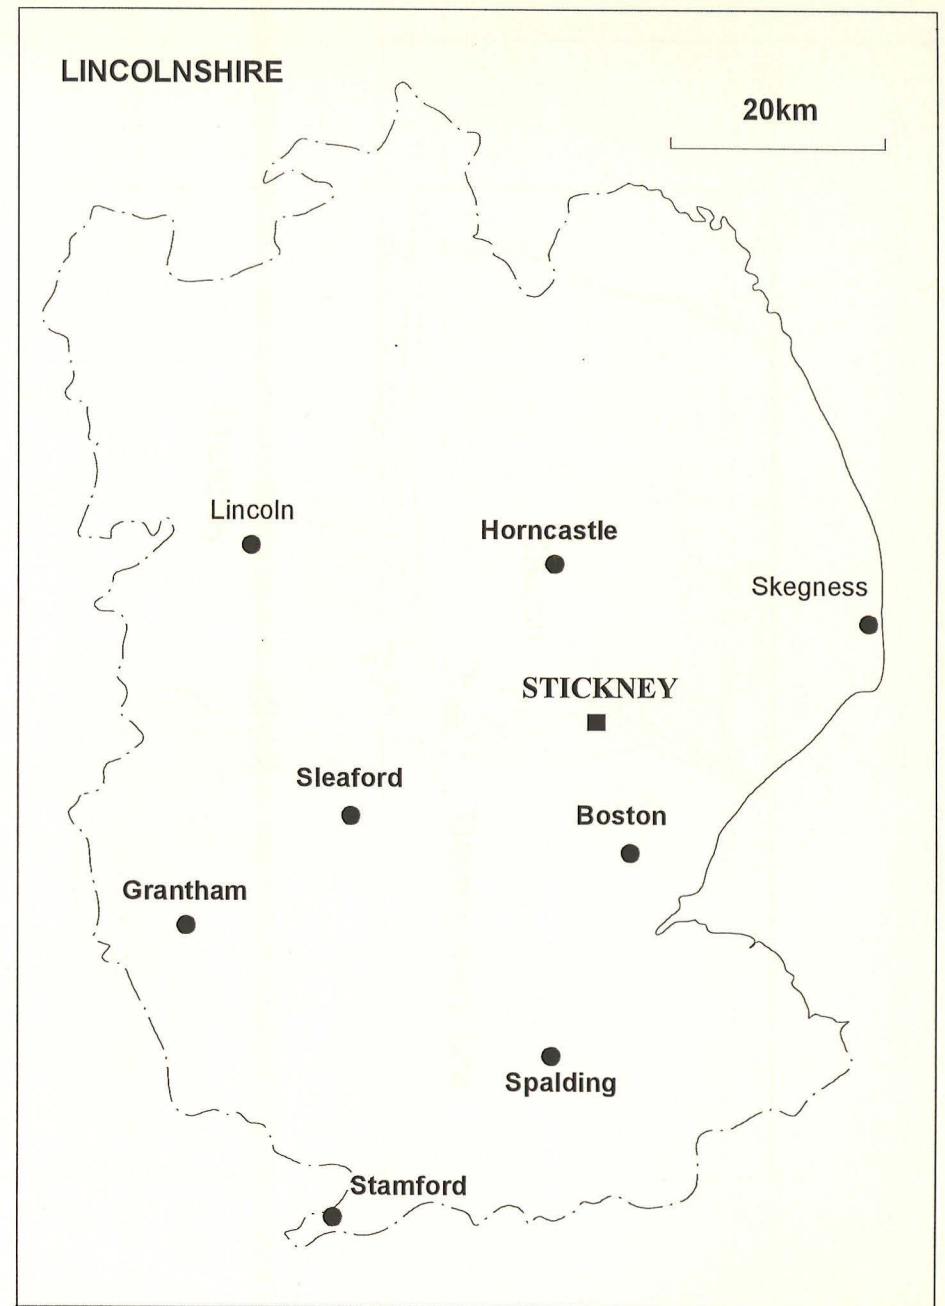 LINCOLNSHIRE
20km
Lincoln
Horncastle
Skegness
STICKNEY
Sleaford
Boston
Grantham
Spalding
Stamford